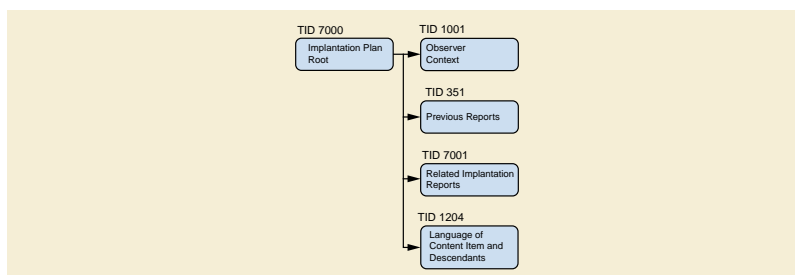 TID 7000
Implantation Plan
Root
TID 1001
Observer
Context
TID 351
Previous Reports
TID 7001
Related Implantation
Reports
TID 1204
Language of
Content Item and
Descendants